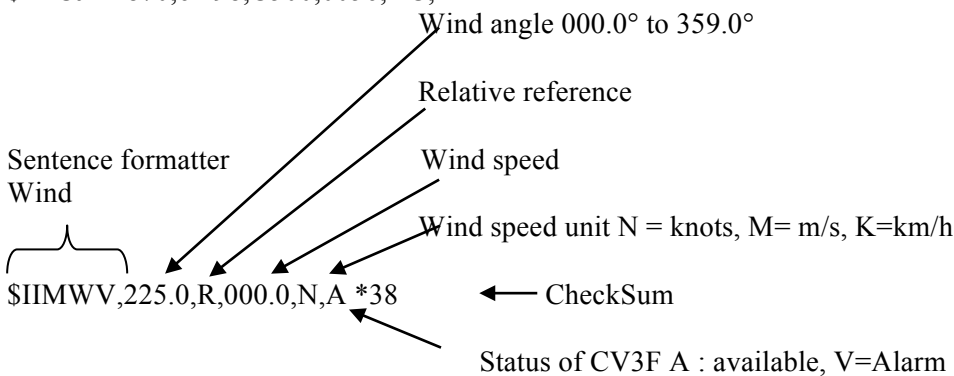 Wind angle 000.0° to 359.0°
Relative reference
Sentence formatter
Wind
Wind speed
Wind speed unit N = knots, M= m/s, K=km/h
$IIMWV,225.0,R,000.0,N,A *38
CheckSum
Status of CV3F A : available, V=Alarm